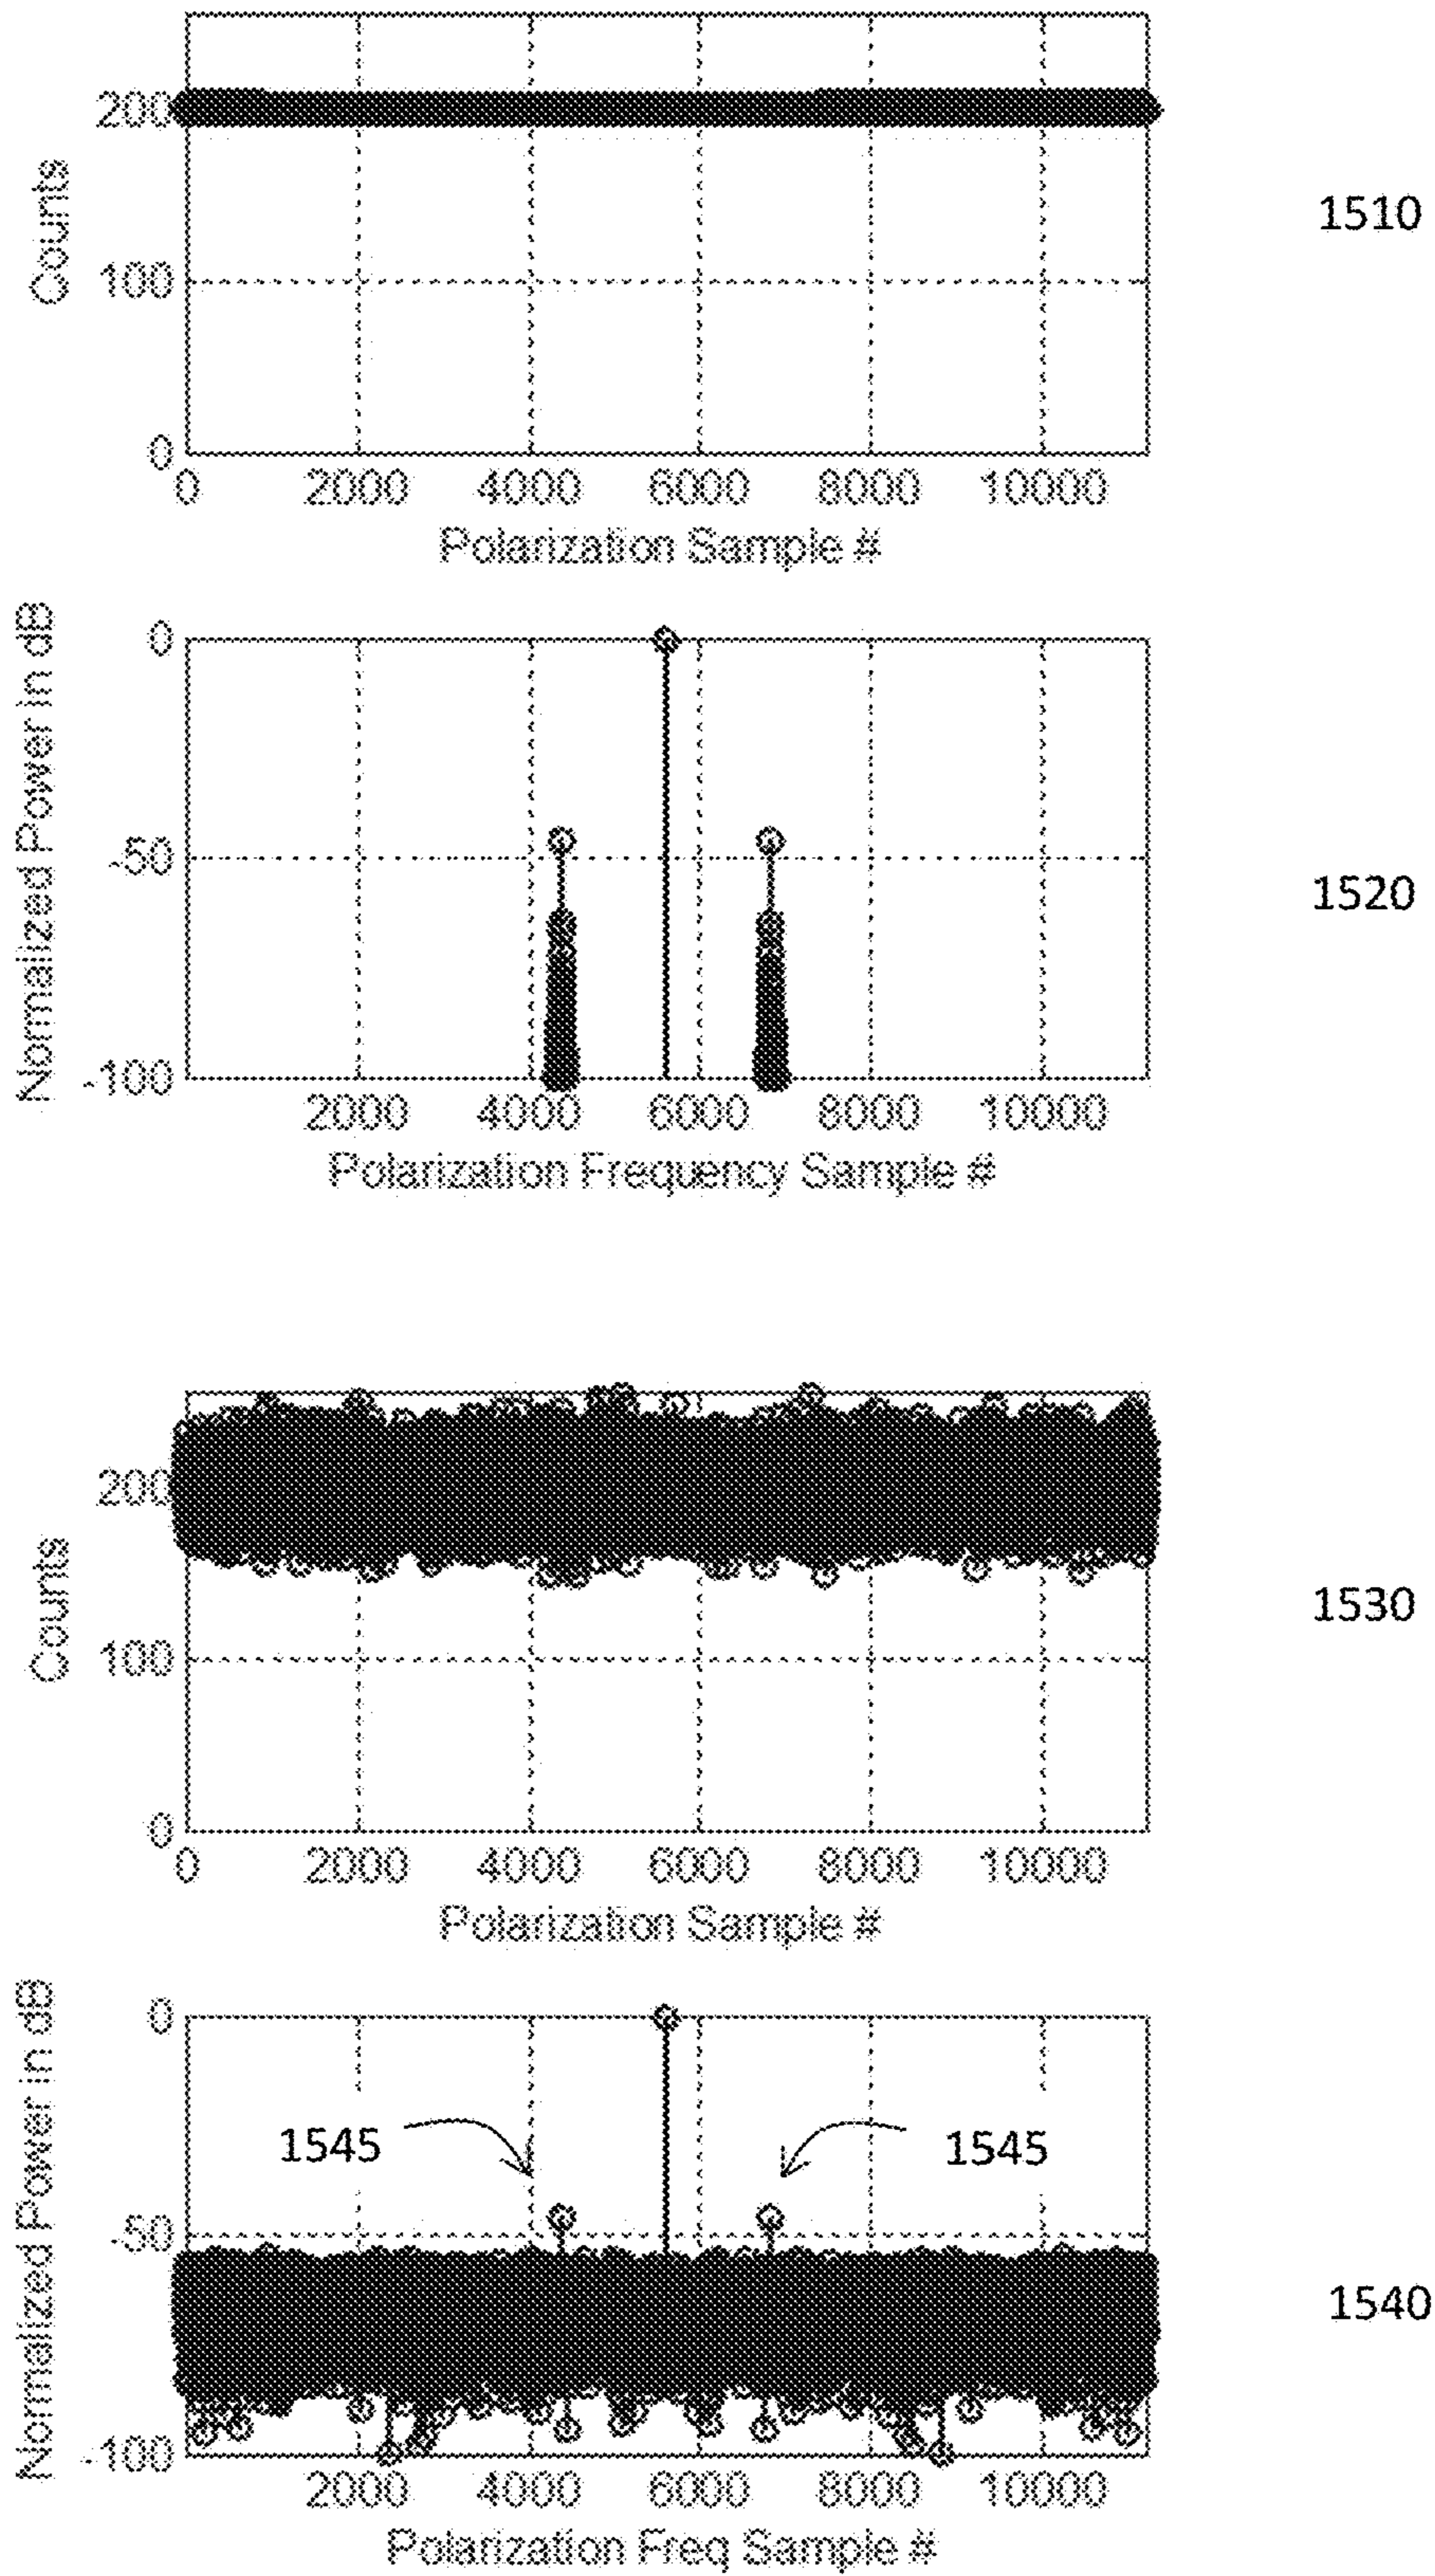 200
100
0
Counts
0 2000 4000 6000 8000 10000
Polarization Sample #
1510
0
-50
-100
Normalized Power in dB
2000 4000 6000 8000 10000
Polarization Frequency Sample #
1520
200
100
0
Counts
0 2000 4000 6000 8000 10000
Polarization Sample #
1530
0
-50
-100
Normalized Power in dB
1545 1545
2000 4000 6000 8000 10000
Polarization Freq Sample #
1540